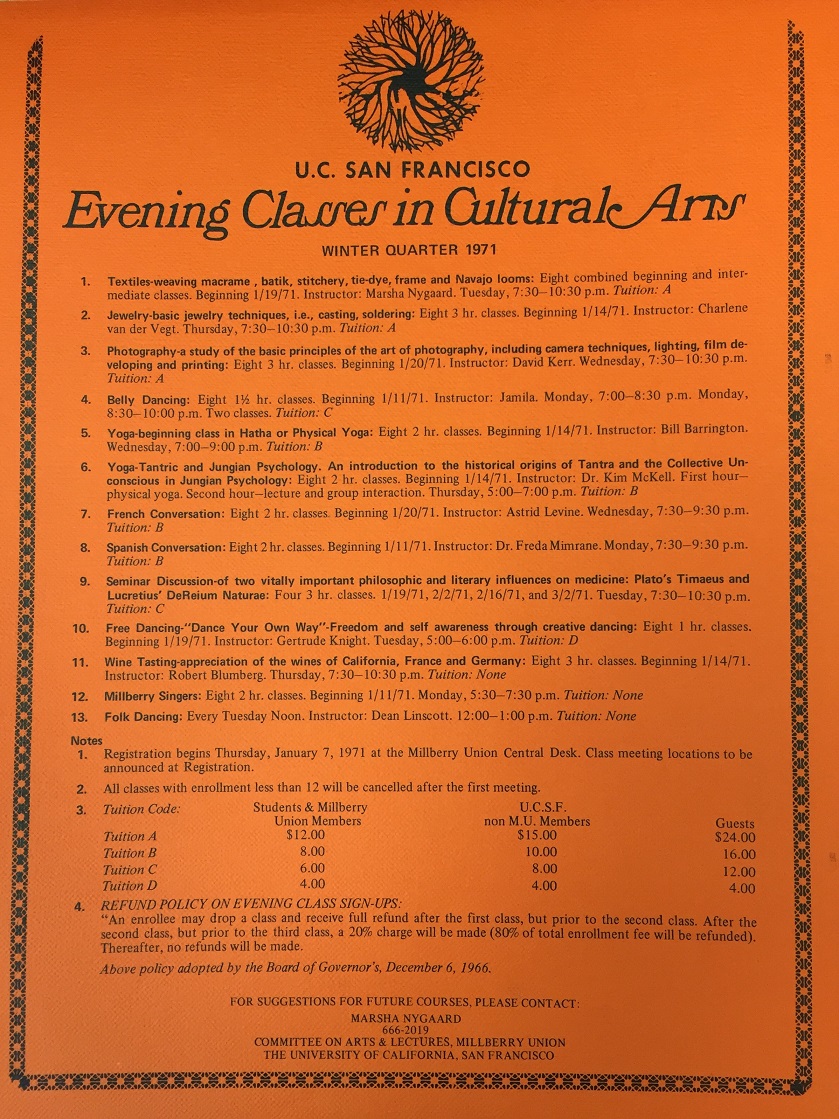 U.C. SAN FRANCISCO
Evening Classes in Cultural Arts
WINTER QUARTER 1971
1. Textiles-weaving macrame , batik, stitchery, tie-dye, frame and Navajo looms: Eight combined beginning and inter-
mediate classes. Beginning 1/19/71. Instructor: Marsha Nygaard. Tuesday, 7:30–10:30 p.m. Tuition: A
2. Jewelry-basic jewelry techniques, i.e., casting, soldering: Eight 3 hr. classes. Beginning 1/14/71. Instructor: Charlene
van der Vegt. Thursday, 7:30–10:30 p.m. Tuition: A
3. Photography-a study of the basic principles of the art of photography, including camera techniques, lighting, film de-
veloping and printing: Eight 3 hr. classes. Beginning 1/20/71. Instructor: David Kerr. Wednesday, 7:30–10:30 p.m.
Tuition: A
4. Belly Dancing: Eight 1½ hr. classes. Beginning 1/11/71. Instructor: Jamila. Monday, 7:00–8:30 p.m. Monday,
8:30–10:00 p.m. Two classes. Tuition: C
5. Yoga-beginning class in Hatha or Physical Yoga: Eight 2 hr. classes. Beginning 1/14/71. Instructor: Bill Barrington.
Wednesday, 7:00–9:00 p.m. Tuition: B
6. Yoga-Tantric and Jungian Psychology. An introduction to the historical origins of Tantra and the Collective Un-
conscious in Jungian Psychology: Eight 2 hr. classes. Beginning 1/14/71. Instructor: Dr. Kim McKell. First hour—
physical yoga. Second hour—lecture and group interaction. Thursday, 5:00–7:00 p.m. Tuition: B
7. French Conversation: Eight 2 hr. classes. Beginning 1/20/71. Instructor: Astrid Levine. Wednesday, 7:30–9:30 p.m.
Tuition: B
8. Spanish Conversation: Eight 2 hr. classes. Beginning 1/11/71. Instructor: Dr. Freda Mimrane. Monday, 7:30–9:30 p.m.
Tuition: B
9. Seminar Discussion-of two vitally important philosophic and literary influences on medicine: Plato's Timaeus and
Lucretius' DeReium Naturae: Four 3 hr. classes. 1/19/71, 2/2/71, 2/16/71, and 3/2/71. Tuesday, 7:30–10:30 p.m.
Tuition: C
10. Free Dancing-"Dance Your Own Way"-Freedom and self awareness through creative dancing: Eight 1 hr. classes.
Beginning 1/19/71. Instructor: Gertrude Knight. Tuesday, 5:00–6:00 p.m. Tuition: D
11. Wine Tasting-appreciation of the wines of California, France and Germany: Eight 3 hr. classes. Beginning 1/14/71.
Instructor: Robert Blumberg. Thursday, 7:30–10:30 p.m. Tuition: None
12. Millberry Singers: Eight 2 hr. classes. Beginning 1/11/71. Monday, 5:30–7:30 p.m. Tuition: None
13. Folk Dancing: Every Tuesday Noon. Instructor: Dean Linscott. 12:00–1:00 p.m. Tuition: None
Notes
1. Registration begins Thursday, January 7, 1971 at the Millberry Union Central Desk. Class meeting locations to be
announced at Registration.
2. All classes with enrollment less than 12 will be cancelled after the first meeting.
3. Tuition Code: Students & Millberry U.C.S.F.
Union Members non M.U. Members Guests
Tuition A $12.00 $15.00 $24.00
Tuition B 8.00 10.00 16.00
Tuition C 6.00 8.00 12.00
Tuition D 4.00 4.00 4.00
4. REFUND POLICY ON EVENING CLASS SIGN-UPS:
"An enrollee may drop a class and receive full refund after the first class, but prior to the second class. After the
second class, but prior to the third class, a 20% charge will be made (80% of total enrollment fee will be refunded).
Thereafter, no refunds will be made.
Above policy adopted by the Board of Governor's, December 6, 1966.
FOR SUGGESTIONS FOR FUTURE COURSES, PLEASE CONTACT:
MARSHA NYGAARD
666-2019
COMMITTEE ON ARTS & LECTURES, MILLBERRY UNION
THE UNIVERSITY OF CALIFORNIA, SAN FRANCISCO